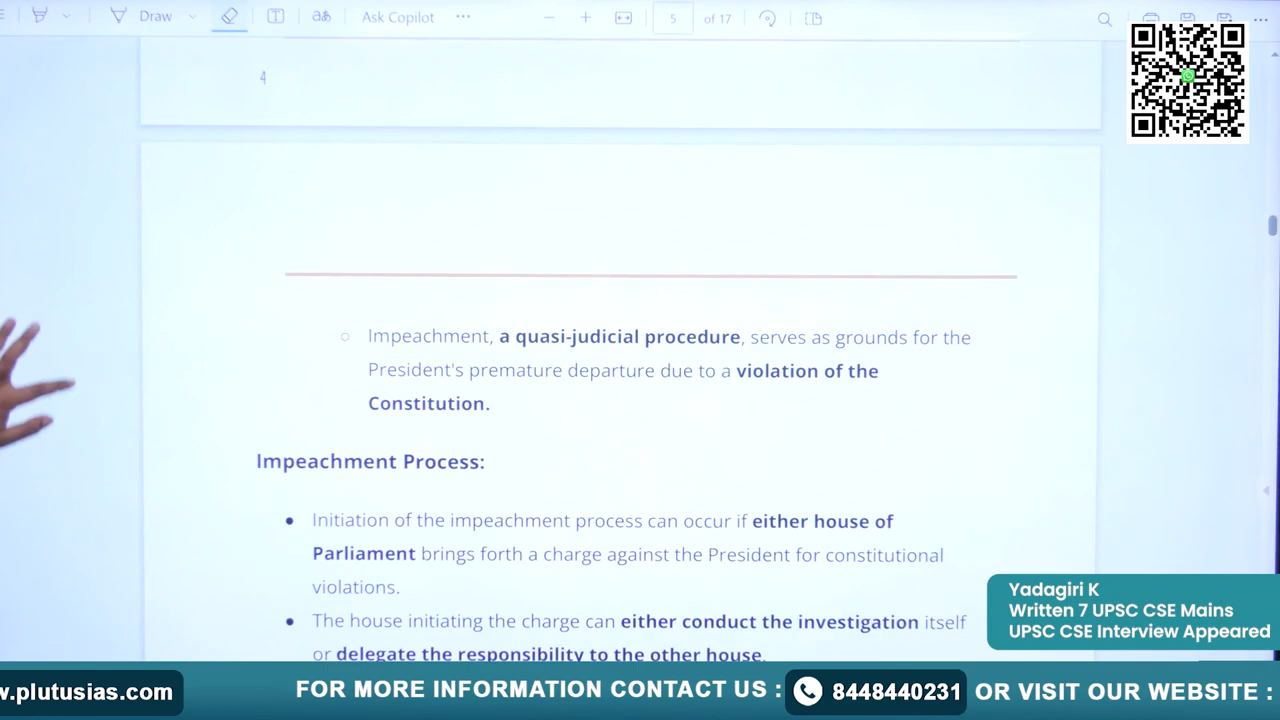 Draw
Ask Copilot
5 of 17
4
Impeachment, a quasi-judicial procedure, serves as grounds for the
President's premature departure due to a violation of the
Constitution.
Impeachment Process:
Initiation of the impeachment process can occur if either house of
Parliament brings forth a charge against the President for constitutional
violations.
The house initiating the charge can either conduct the investigation itself
or delegate the responsibility to the other house.
Yadagiri K
Written 7 UPSC CSE Mains
UPSC CSE Interview Appeared
w.plutusias.com
FOR MORE INFORMATION CONTACT US :
8448440231
OR VISIT OUR WEBSITE :